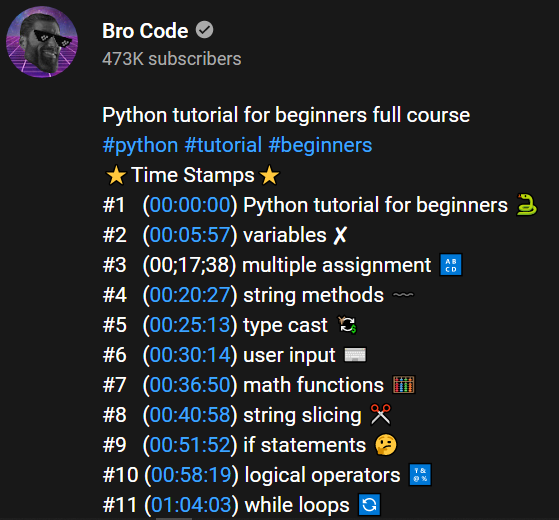 Bro Code
473K subscribers
Python tutorial for beginners full course
#python #tutorial #beginners
⭐Time Stamps⭐
#1 (00:00:00) Python tutorial for beginners 🐍
#2 (00:05:57) variables ✗
#3 (00;17;38) multiple assignment 🔠
#4 (00:20:27) string methods 〰️
#5 (00:25:13) type cast 💱
#6 (00:30:14) user input ⌨️
#7 (00:36:50) math functions 🧮
#8 (00:40:58) string slicing ✂️
#9 (00:51:52) if statements 🤔
#10 (00:58:19) logical operators 🔣
#11 (01:04:03) while loops 🔄